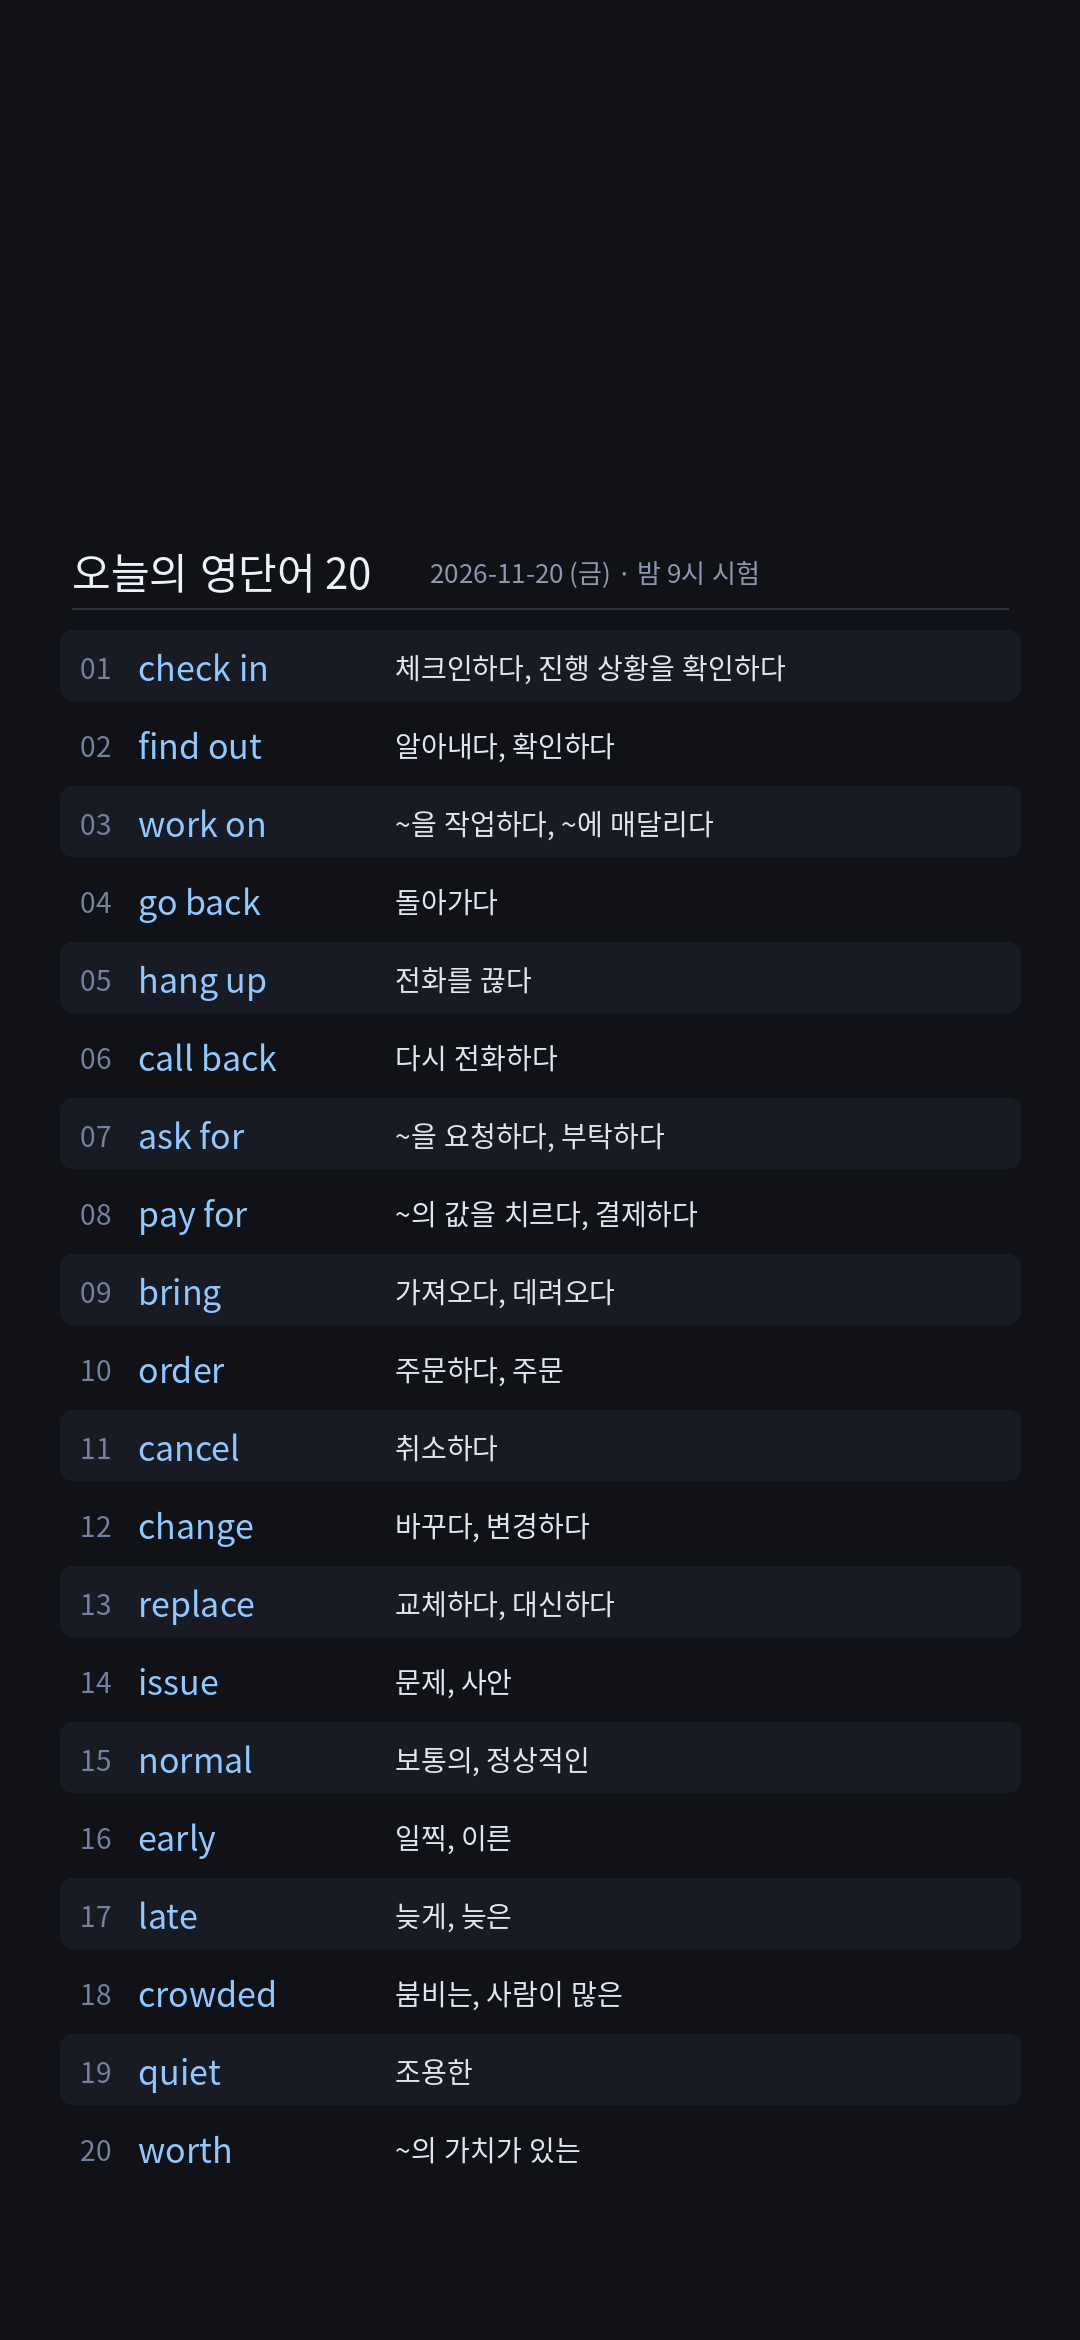 오늘의 영단어 20 2026-11-20 (금) · 밤 9시 시험
01 check in 체크인하다, 진행 상황을 확인하다
02 find out 알아내다, 확인하다
03 work on ~을 작업하다, ~에 매달리다
04 go back 돌아가다
05 hang up 전화를 끊다
06 call back 다시 전화하다
07 ask for ~을 요청하다, 부탁하다
08 pay for ~의 값을 치르다, 결제하다
09 bring 가져오다, 데려오다
10 order 주문하다, 주문
11 cancel 취소하다
12 change 바꾸다, 변경하다
13 replace 교체하다, 대신하다
14 issue 문제, 사안
15 normal 보통의, 정상적인
16 early 일찍, 이른
17 late 늦게, 늦은
18 crowded 붐비는, 사람이 많은
19 quiet 조용한
20 worth ~의 가치가 있는